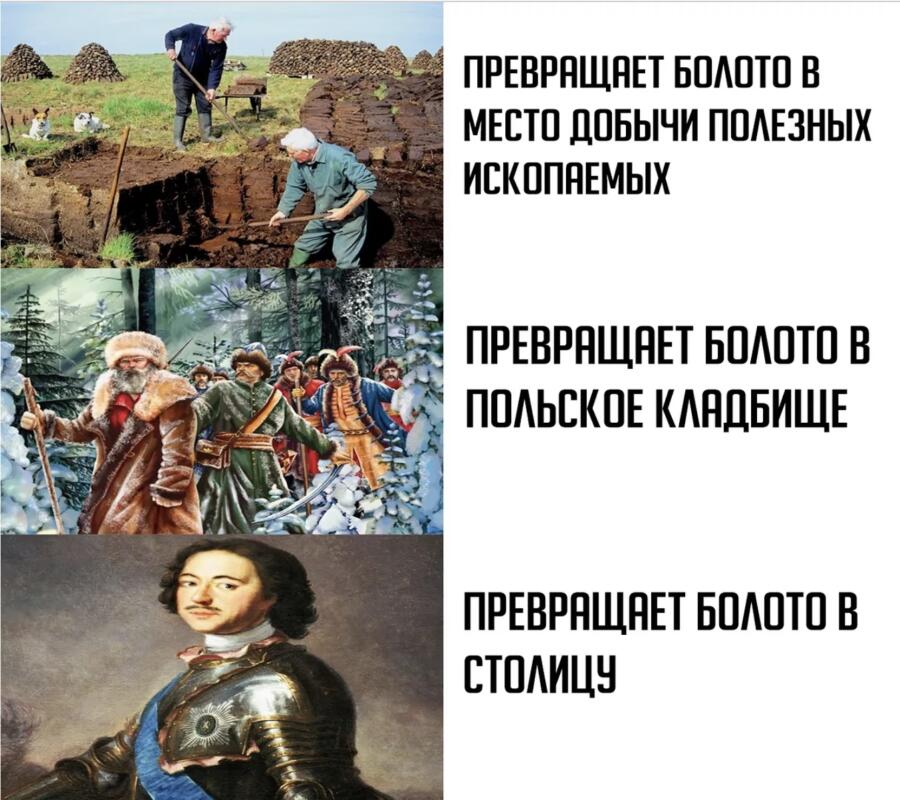 ПРЕВРАЩАЕТ БОЛОТО В
МЕСТО ДОБЫЧИ ПОЛЕЗНЫХ
ИСКОПАЕМЫХ
ПРЕВРАЩАЕТ БОЛОТО В
ПОЛЬСКОЕ КЛАДБИЩЕ
ПРЕВРАЩАЕТ БОЛОТО В
СТОЛИЦУ